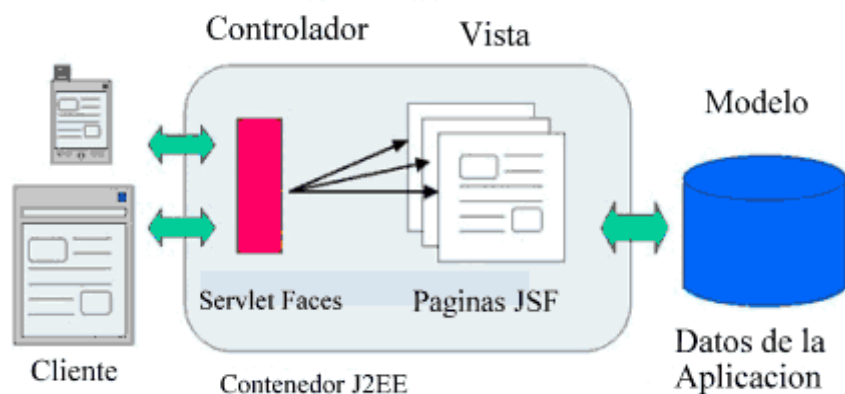 Controlador
Vista
Modelo
Servlet Faces
Paginas JSF
Cliente
Contenedor J2EE
Datos de la
Aplicacion